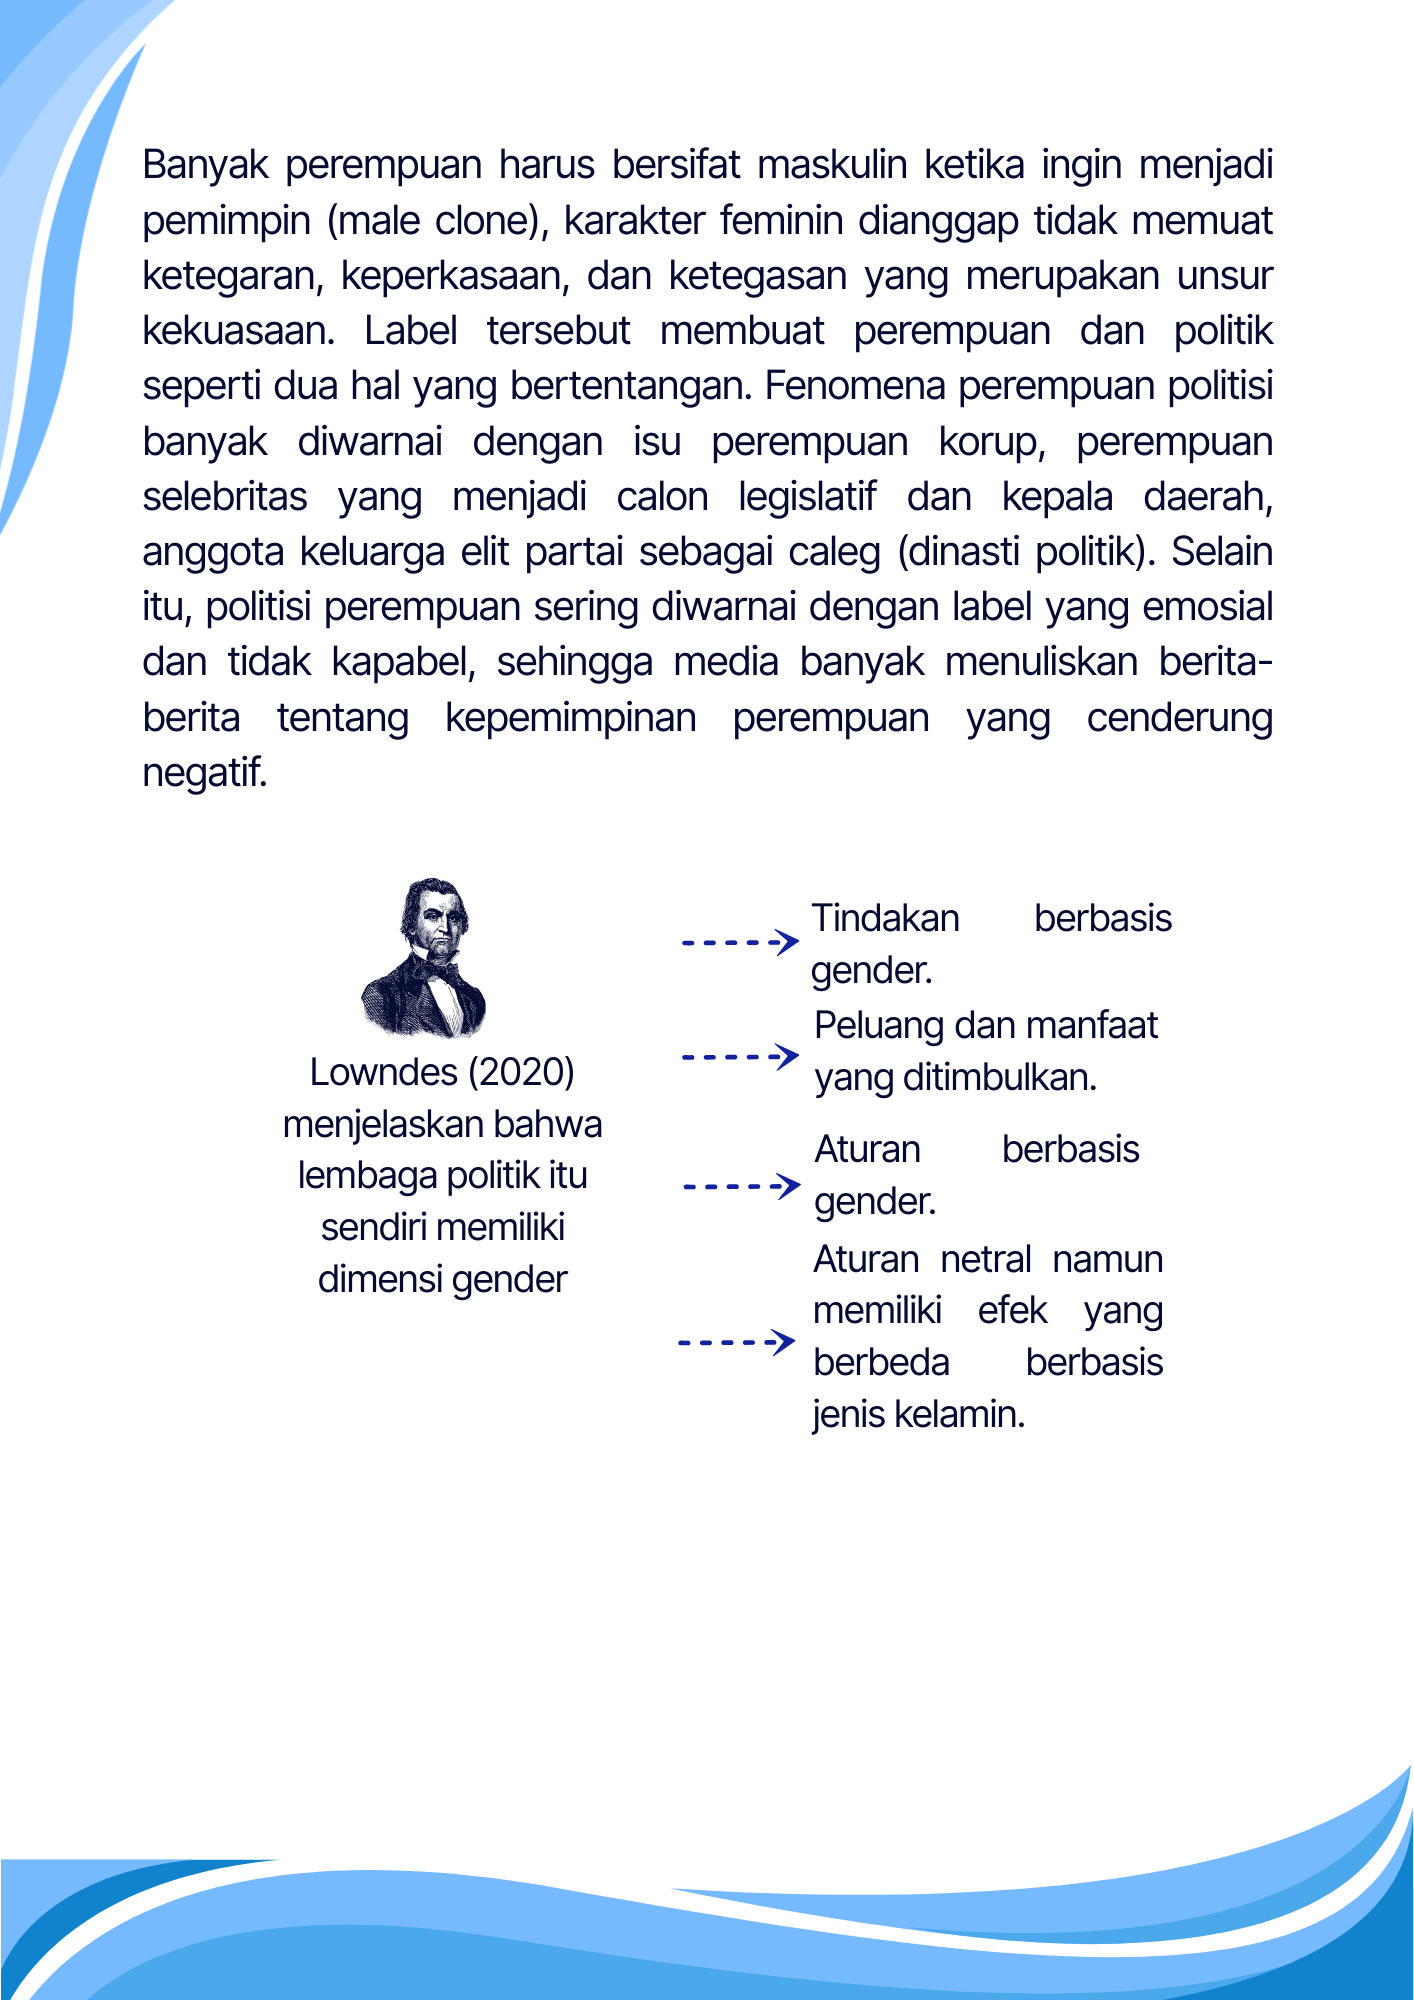 Banyak perempuan harus bersifat maskulin ketika ingin menjadi
pemimpin (male clone), karakter feminin dianggap tidak memuat
ketegaran, keperkasaan, dan ketegasan yang merupakan unsur
kekuasaan. Label tersebut membuat perempuan dan politik
seperti dua hal yang bertentangan. Fenomena perempuan politisi
banyak diwarnai dengan isu perempuan korup, perempuan
selebritas yang menjadi calon legislatif dan kepala daerah,
anggota keluarga elit partai sebagai caleg (dinasti politik). Selain
itu, politisi perempuan sering diwarnai dengan label yang emosial
dan tidak kapabel, sehingga media banyak menuliskan berita-
berita tentang kepemimpinan perempuan yang cenderung
negatif.
Lowndes (2020)
menjelaskan bahwa
lembaga politik itu
sendiri memiliki
dimensi gender
Tindakan berbasis
gender.
Peluang dan manfaat
yang ditimbulkan.
Aturan berbasis
gender.
Aturan netral namun
memiliki efek yang
berbeda berbasis
jenis kelamin.